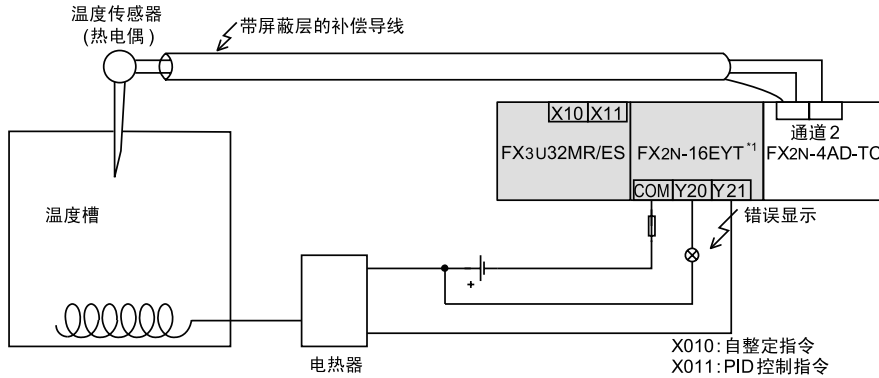 温度传感器
(热电偶)
带屏蔽层的补偿导线
X10 X11
通道2
FX3U32MR/ES
FX2N-16EYT*1
FX2N-4AD-TC
COM Y20 Y21
温度槽
错误显示
+
电热器
X010:自整定指令
X011:PID控制指令